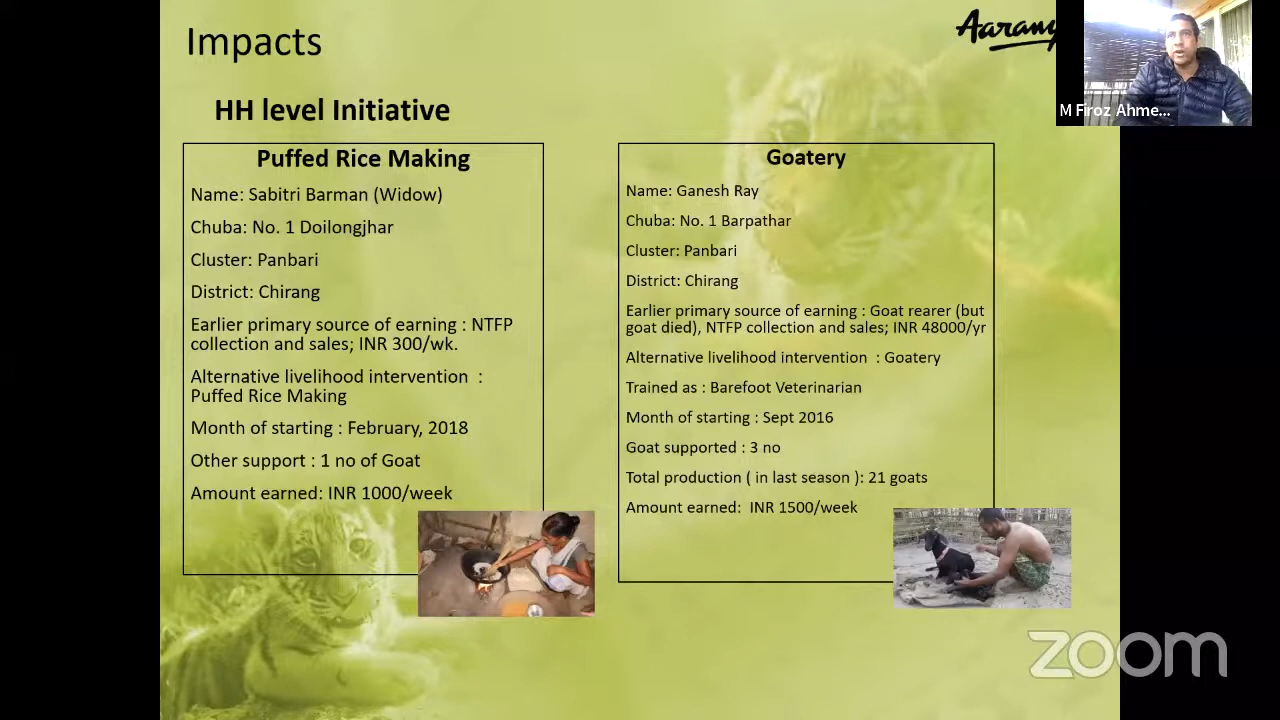 Impacts
Aarany
M Firoz Ahme...
HH level Initiative
Puffed Rice Making
Name: Sabitri Barman (Widow)
Chuba: No. 1 Doilongjhar
Cluster: Panbari
District: Chirang
Earlier primary source of earning : NTFP
collection and sales; INR 300/wk.
Alternative livelihood intervention :
Puffed Rice Making
Month of starting : February, 2018
Other support : 1 no of Goat
Amount earned: INR 1000/week
Goatery
Name: Ganesh Ray
Chuba: No. 1 Barpathar
Cluster: Panbari
District: Chirang
Earlier primary source of earning : Goat rearer (but
goat died), NTFP collection and sales; INR 48000/yr
Alternative livelihood intervention : Goatery
Trained as : Barefoot Veterinarian
Month of starting : Sept 2016
Goat supported : 3 no
Total production ( in last season ): 21 goats
Amount earned: INR 1500/week
zoom